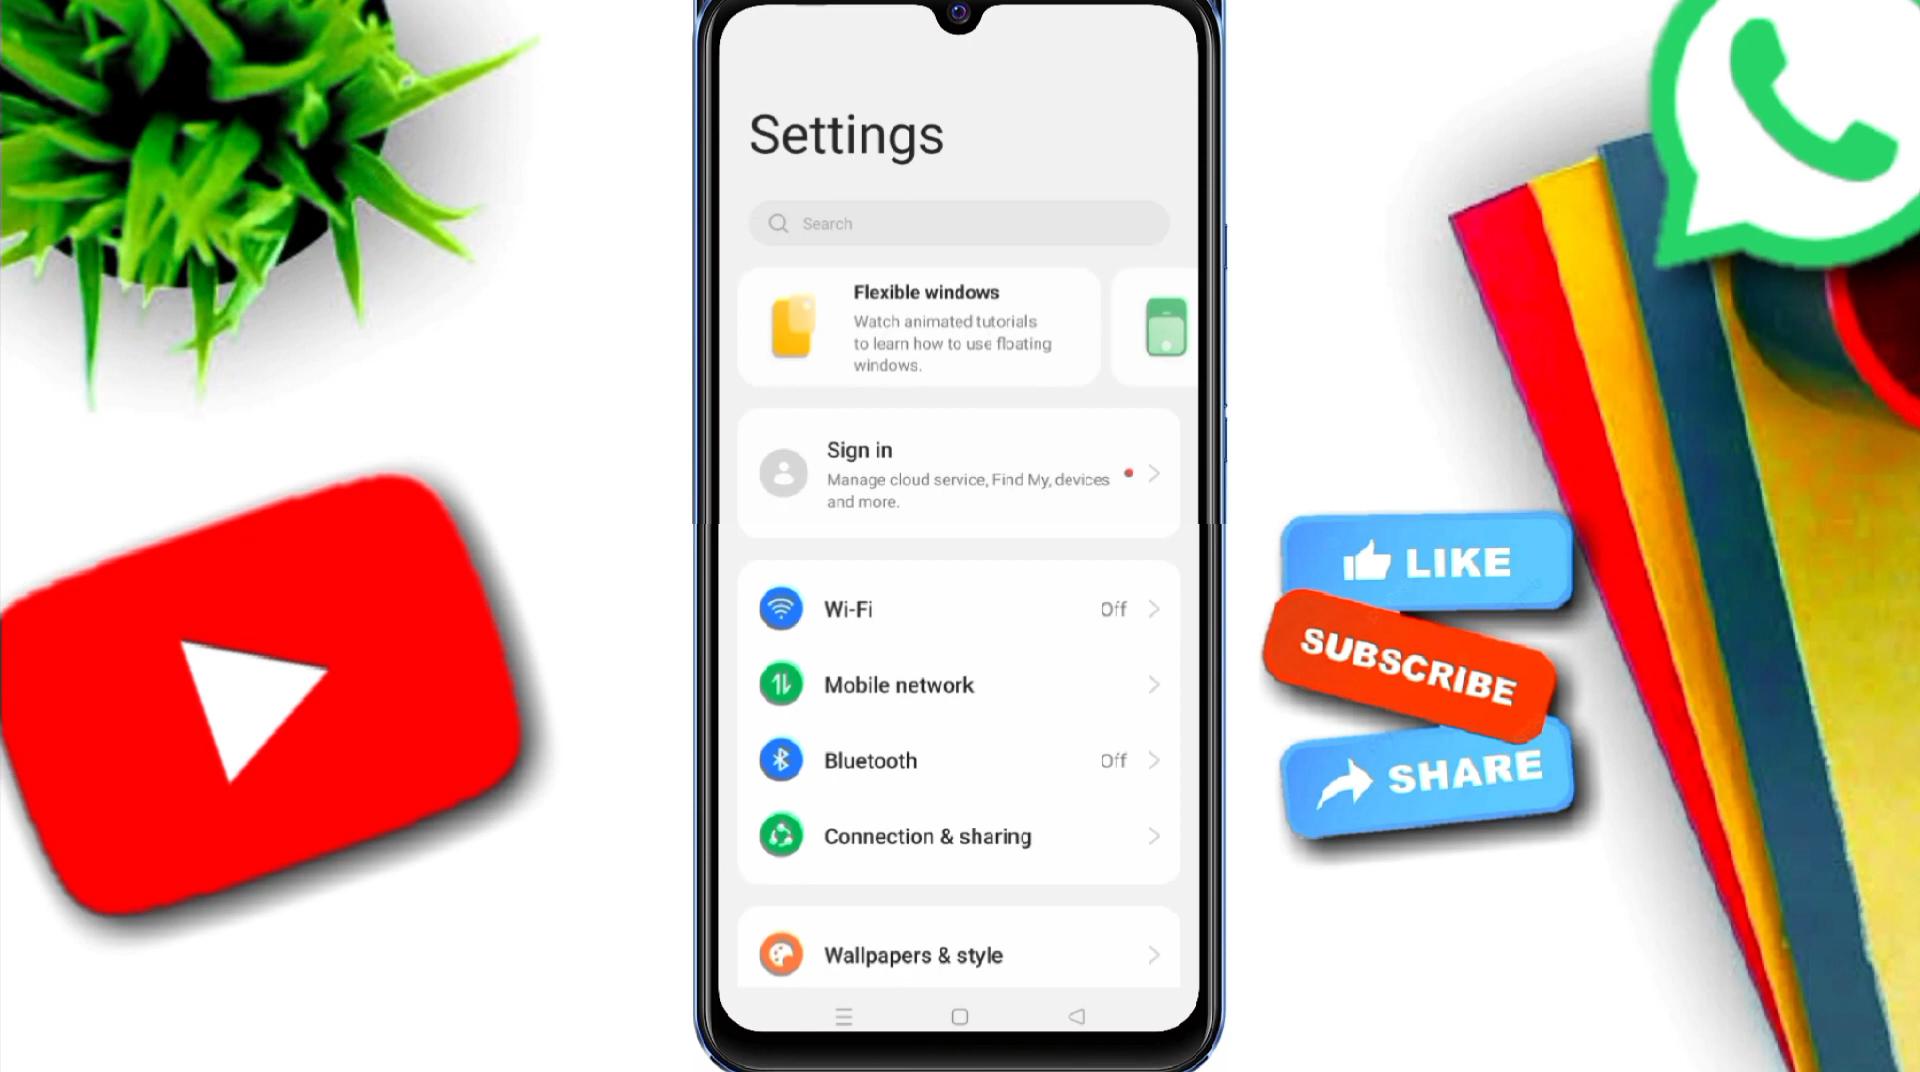 Settings
Search
Flexible windows
Watch animated tutorials
to learn how to use floating
windows.
Sign in
Manage cloud service, Find My, devices
and more.
Wi-Fi Off
Mobile network
Bluetooth Off
Connection & sharing
Wallpapers & style
LIKE
SUBSCRIBE
SHARE